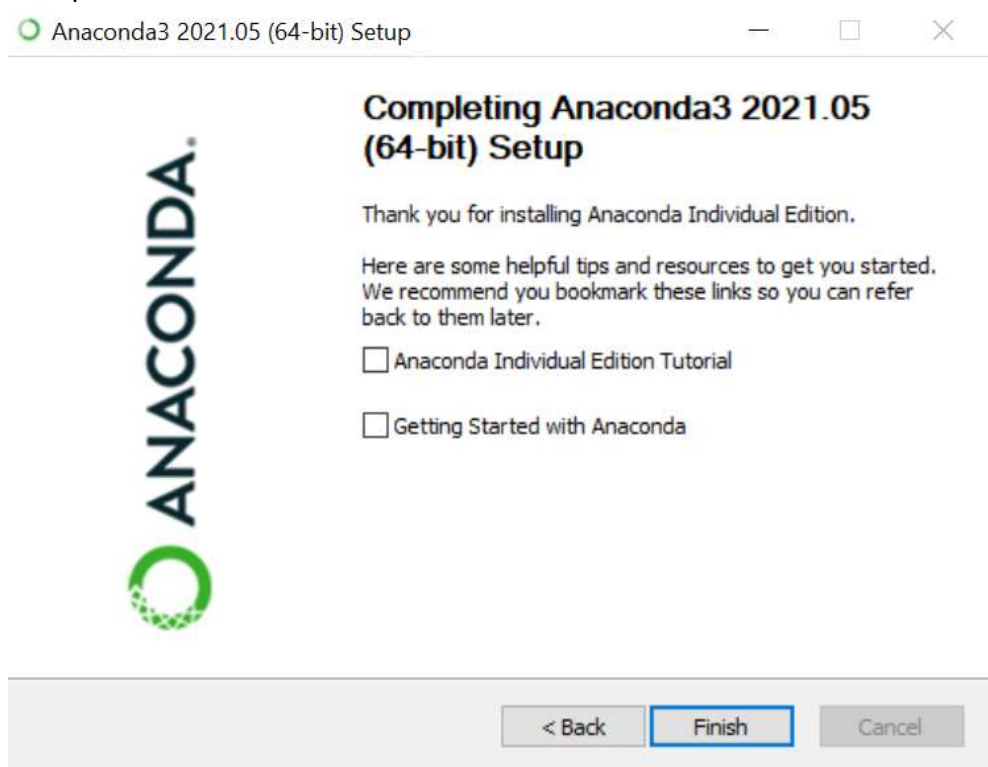 Anaconda3 2021.05 (64-bit) Setup
Completing Anaconda3 2021.05
(64-bit) Setup
ANACONDA.
Thank you for installing Anaconda Individual Edition.
Here are some helpful tips and resources to get you started.
We recommend you bookmark these links so you can refer
back to them later.
Anaconda Individual Edition Tutorial
Getting Started with Anaconda
< Back
Finish
Cancel